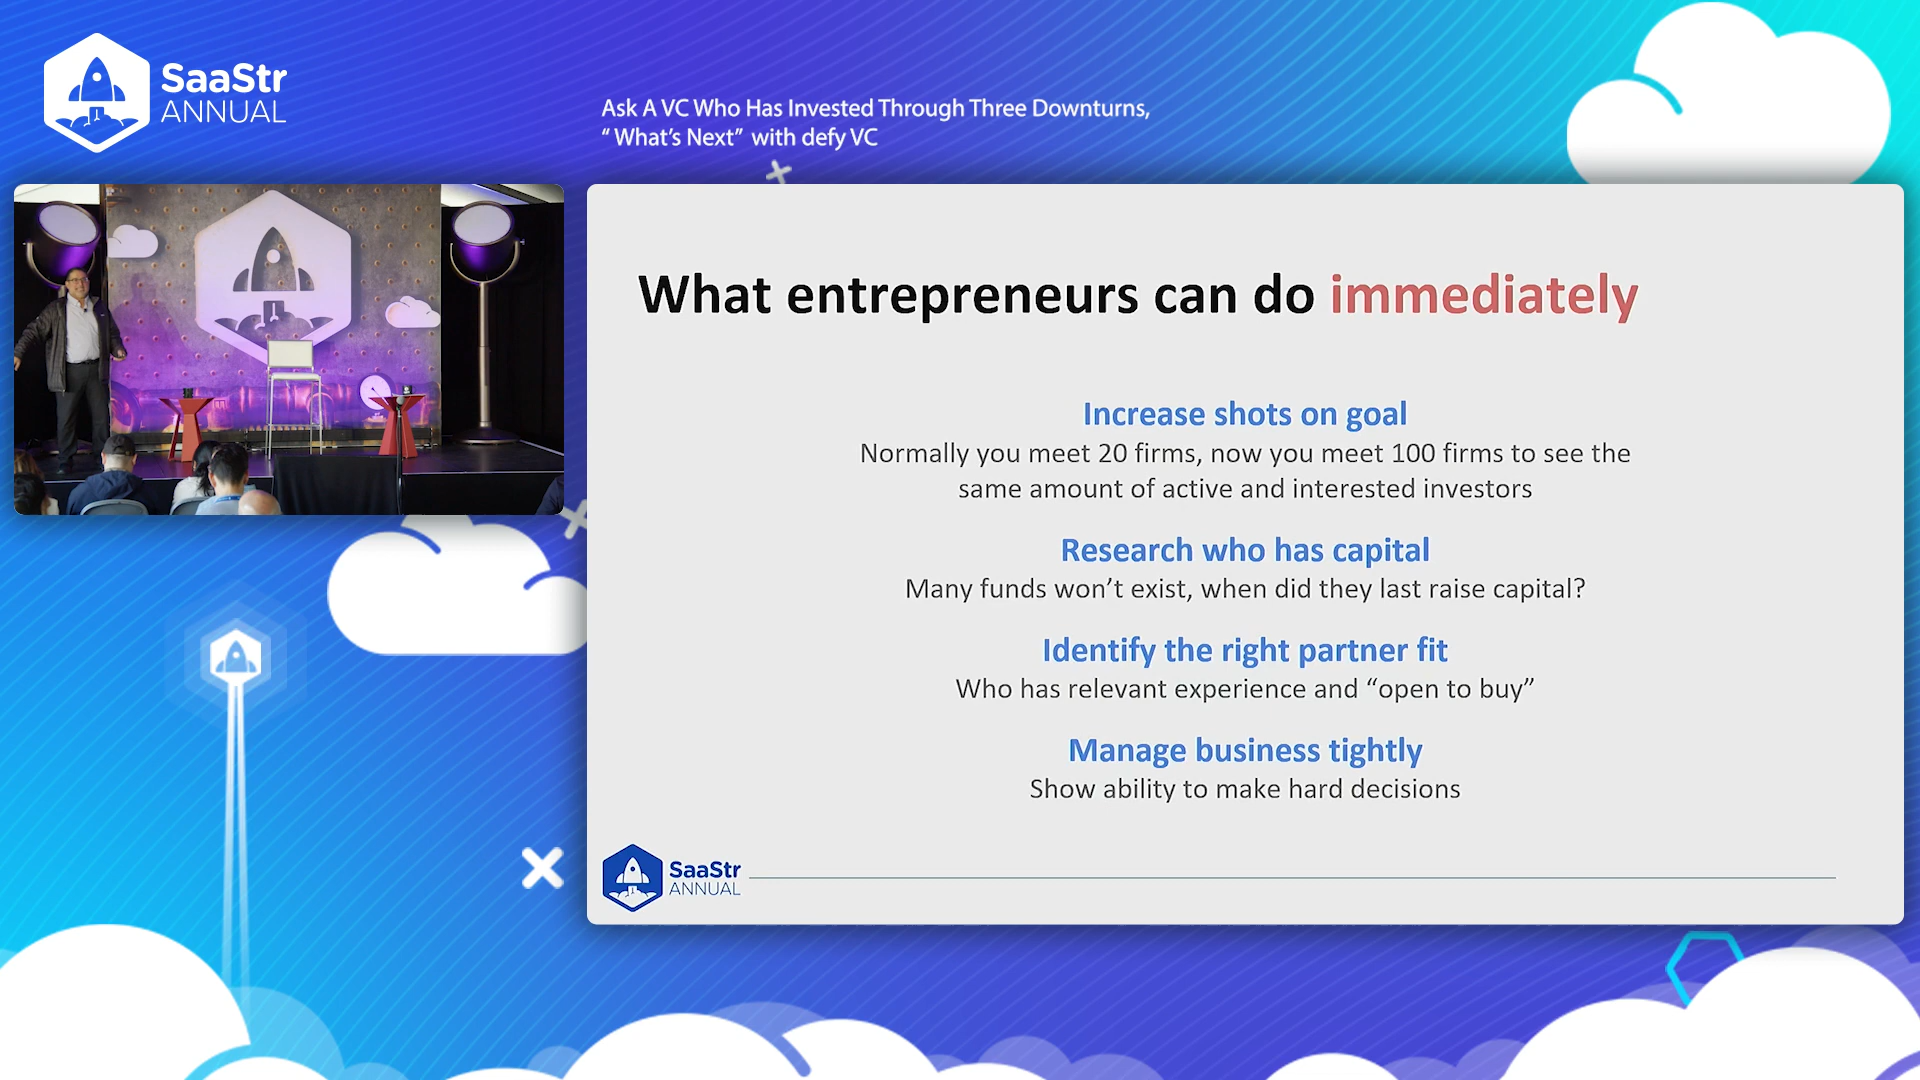 SaaStr
ANNUAL
Ask A VC Who Has Invested Through Three Downturns,
“ What’s Next” with defy VC
What entrepreneurs can do immediately
Increase shots on goal
Normally you meet 20 firms, now you meet 100 firms to see the
same amount of active and interested investors
Research who has capital
Many funds won’t exist, when did they last raise capital?
Identify the right partner fit
Who has relevant experience and “open to buy”
Manage business tightly
Show ability to make hard decisions
SaaStr
ANNUAL